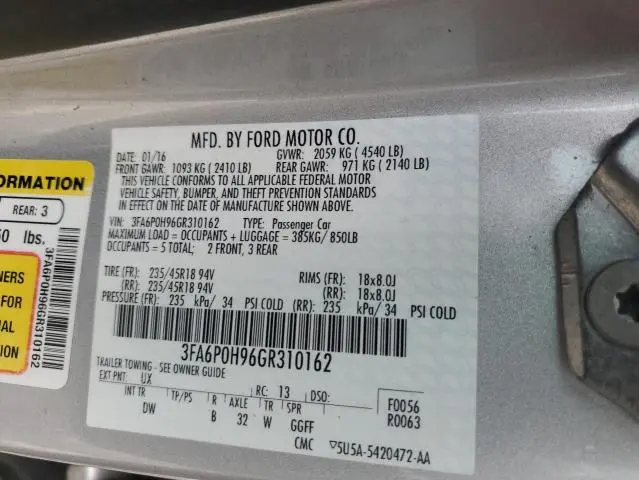 MFD. BY FORD MOTOR CO.
DATE: 01/16 GVWR: 2059 KG ( 4540 LB)
FRONT GAWR: 1093 KG ( 2410 LB) REAR GAWR: 971 KG ( 2140 LB)
THIS VEHICLE CONFORMS TO ALL APPLICABLE FEDERAL MOTOR
VEHICLE SAFETY, BUMPER, AND THEFT PREVENTION STANDARDS
IN EFFECT ON THE DATE OF MANUFACTURE SHOWN ABOVE.
VIN: 3FA6P0H96GR310162 TYPE: Passenger Car
MAXIMUM LOAD = OCCUPANTS + LUGGAGE = 385KG/ 850LB
OCCUPANTS = 5 TOTAL; 2 FRONT, 3 REAR
TIRE (FR): 235/45R18 94V RIMS (FR): 18x8.0J
(RR): 235/45R18 94V (RR): 18x8.0J
PRESSURE (FR): 235 kPa/ 34 PSI COLD (RR): 235 kPa/ 34 PSI COLD
3FA6P0H96GR310162
TRAILER TOWING - SEE OWNER GUIDE
EXT PNT: UX RC: 13 DSO:
INT TR TP/PS R AXLE TR SPR F0056
DW B 32 W GGFF R0063
CMC 5U5A-5420472-AA
ORMATION
REAR: 3
lbs.
NERS
FOR
AL
3FA6P0H96GR310162